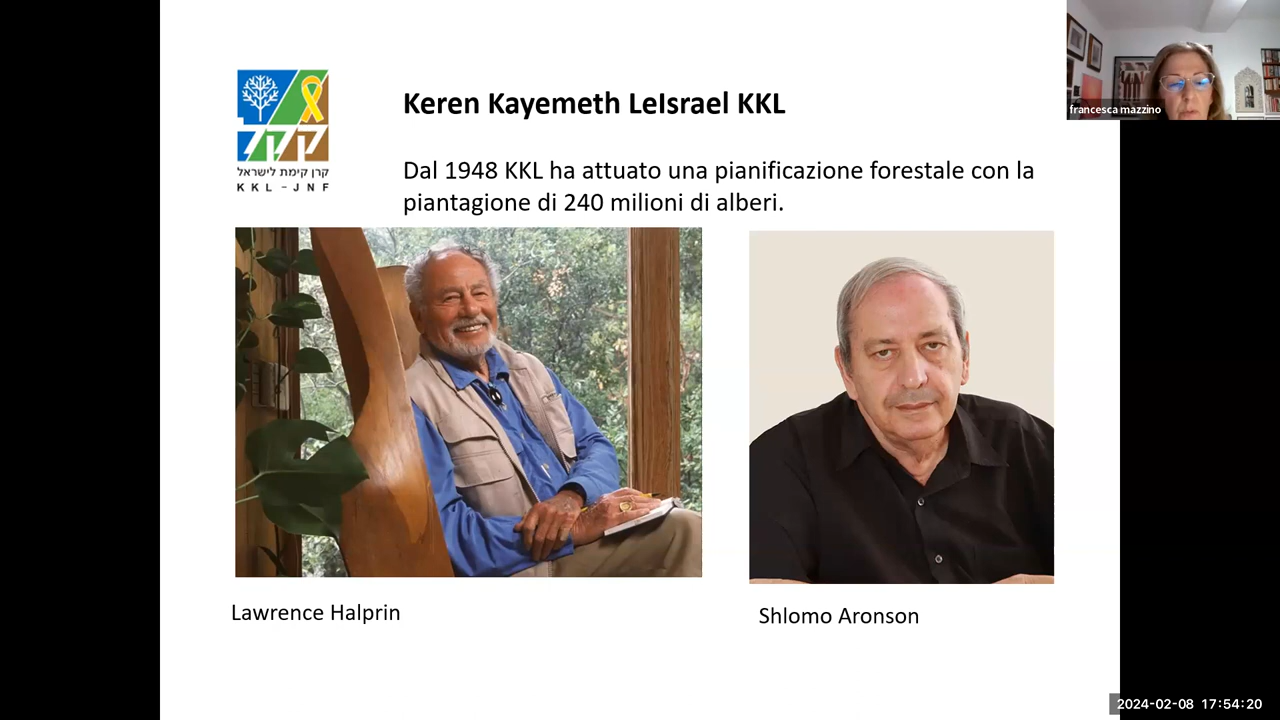 Keren Kayemeth LeIsrael KKL
francesca mazzino
קק״ל
קרן קימת לישראל
KKL-JNF
Dal 1948 KKL ha attuato una pianificazione forestale con la
piantagione di 240 milioni di alberi.
Lawrence Halprin
Shlomo Aronson
2024-02-08 17:54:20